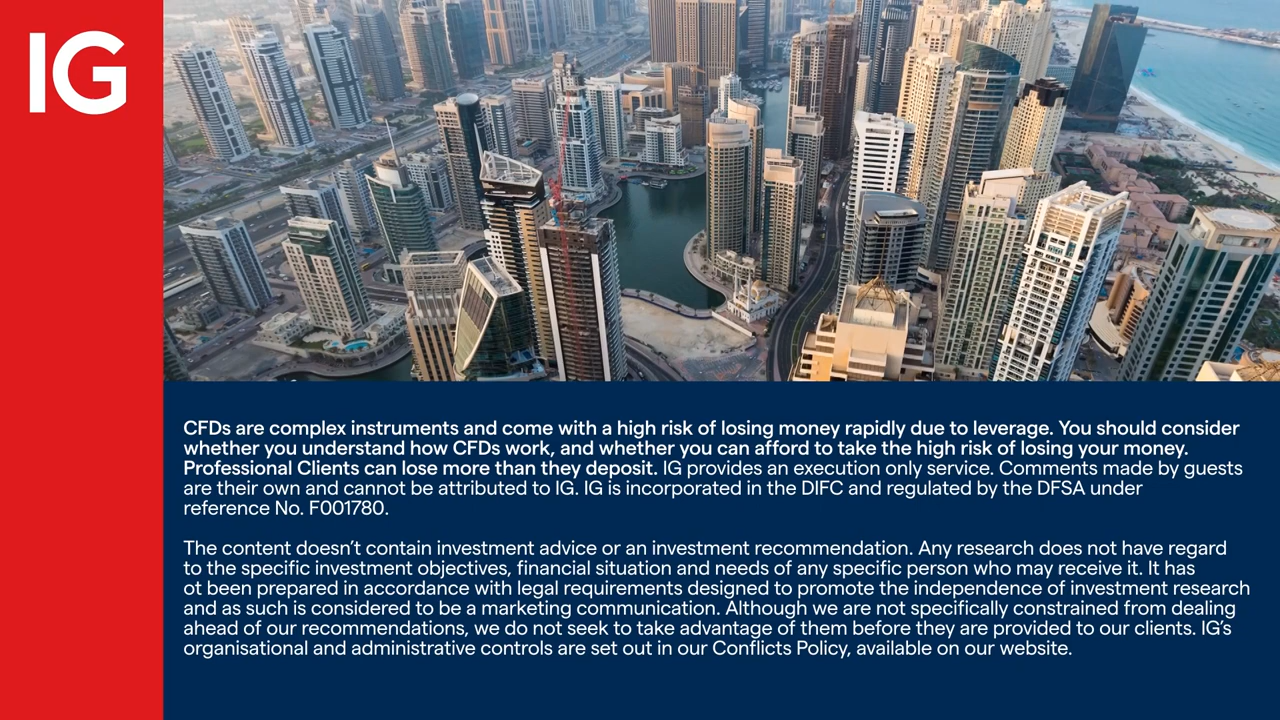 IG
CFDs are complex instruments and come with a high risk of losing money rapidly due to leverage. You should consider
whether you understand how CFDs work, and whether you can afford to take the high risk of losing your money.
Professional Clients can lose more than they deposit. IG provides an execution only service. Comments made by guests
are their own and cannot be attributed to IG. IG is incorporated in the DIFC and regulated by the DFSA under
reference No. F001780.
The content doesn’t contain investment advice or an investment recommendation. Any research does not have regard
to the specific investment objectives, financial situation and needs of any specific person who may receive it. It has
ot been prepared in accordance with legal requirements designed to promote the independence of investment research
and as such is considered to be a marketing communication. Although we are not specifically constrained from dealing
ahead of our recommendations, we do not seek to take advantage of them before they are provided to our clients. IG’s
organisational and administrative controls are set out in our Conflicts Policy, available on our website.